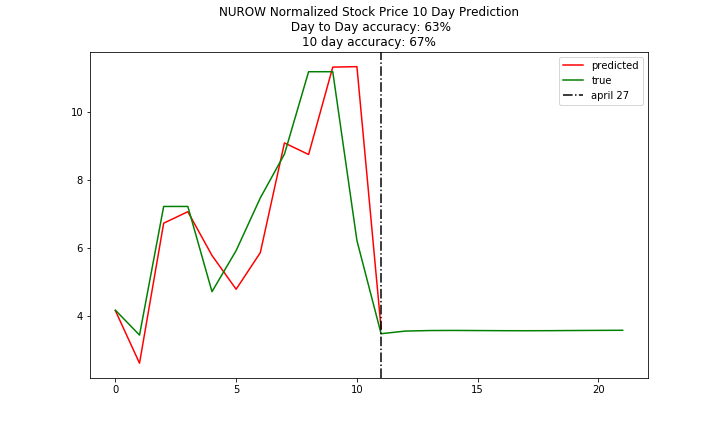 NUROW Normalized Stock Price 10 Day Prediction
Day to Day accuracy: 63%
10 day accuracy: 67%
predicted
true
april 27
10
8
6
4
0
5
10
15
20